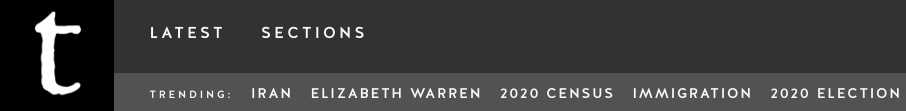 t
LATEST SECTIONS
TRENDING: IRAN ELIZABETH WARREN 2020 CENSUS IMMIGRATION 2020 ELECTION